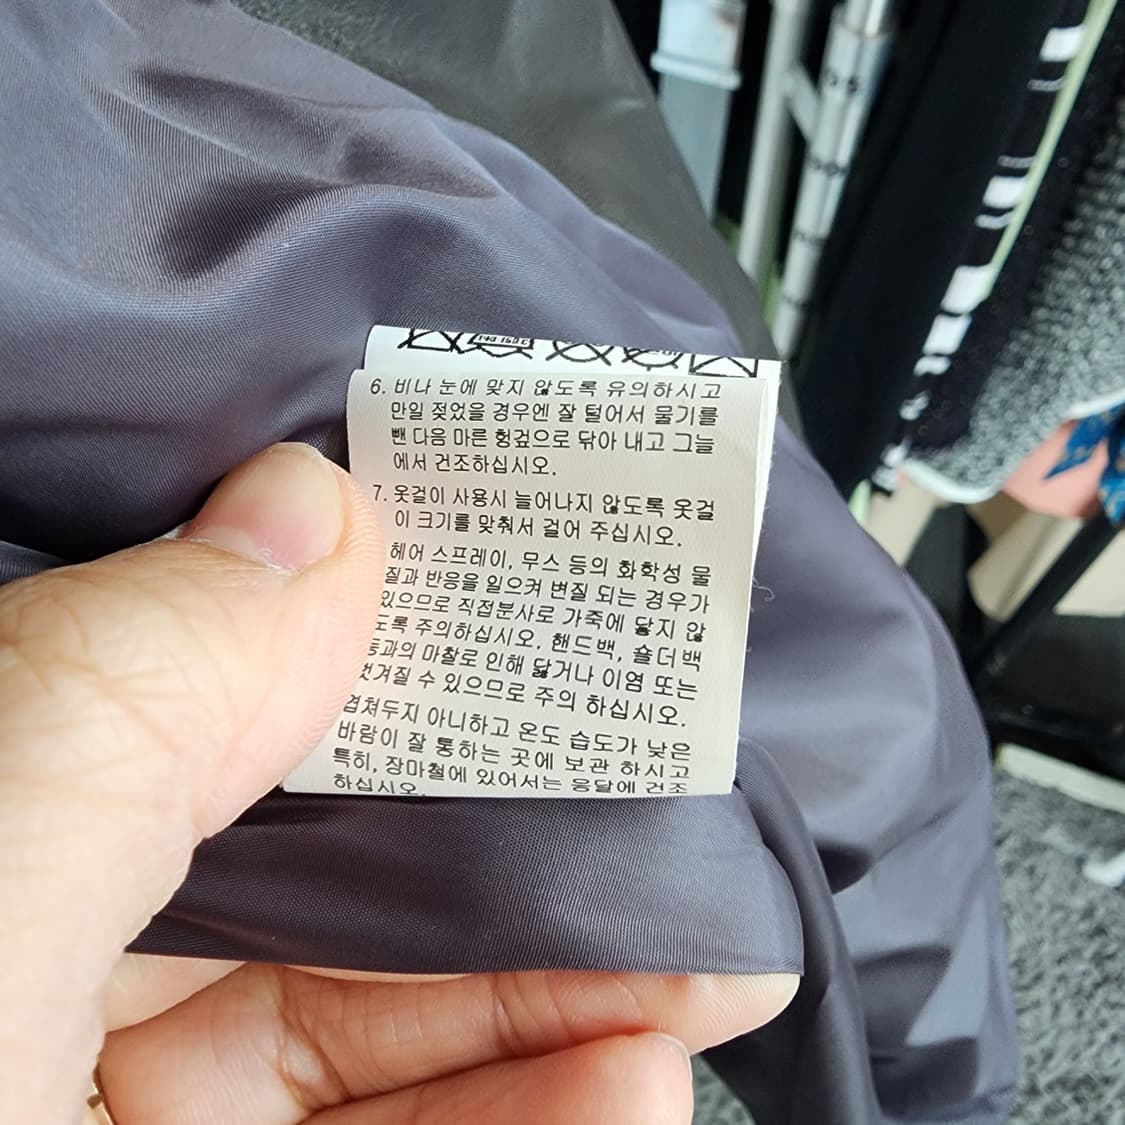 6. 비나 눈에 맞지 않도록 유의하시고
만일 젖었을 경우엔 잘 털어서 물기를
뺀 다음 마른 헝겊으로 닦아 내고 그늘
에서 건조하십시오.
7. 옷걸이 사용시 늘어나지 않도록 옷걸
이 크기를 맞춰서 걸어 주십시오.
헤어 스프레이, 무스 등의 화학성 물
질과 반응을 일으켜 변질 되는 경우가
있으므로 직접분사로 가죽에 닿지 않
도록 주의하십시오. 핸드백, 숄더백
등과의 마찰로 인해 닳거나 이염 또는
벗겨질 수 있으므로 주의 하십시오.
겹쳐두지 아니하고 온도 습도가 낮은
바람이 잘 통하는 곳에 보관 하시고
특히, 장마철에 있어서는 응달에 건조
하십시오.